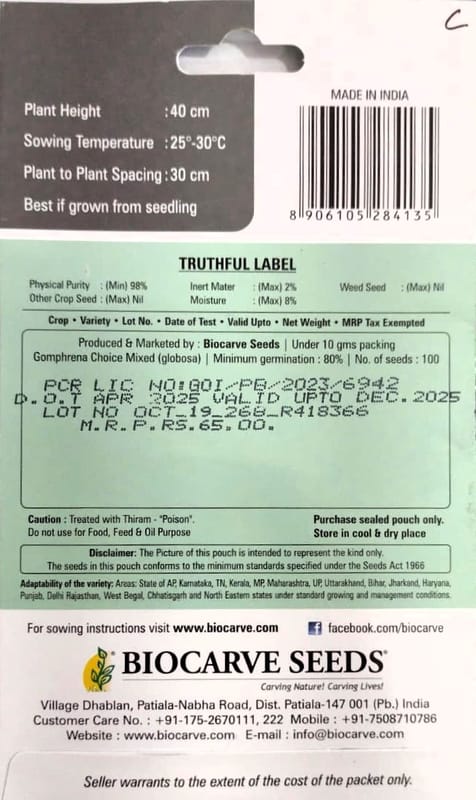 C
Plant Height : 40 cm
Sowing Temperature : 25°-30°C
Plant to Plant Spacing : 30 cm
Best if grown from seedling
MADE IN INDIA
8 906105 284135
TRUTHFUL LABEL
Physical Purity : (Min) 98% Inert Mater : (Max) 2% Weed Seed : (Max) Nil
Other Crop Seed : (Max) Nil Moisture : (Max) 8%
Crop • Variety • Lot No. • Date of Test • Valid Upto • Net Weight • MRP Tax Exempted
Produced & Marketed by : Biocarve Seeds | Under 10 gms packing
Gomphrena Choice Mixed (globosa) | Minimum germination : 80% | No. of seeds : 100
PCR LIC NO:GOI/PB/2023/6942
D.O.T APR 2025 VALID UPTO DEC.2025
LOT NO OCT_19_268_R418366
M.R.P.RS.65.00.
Caution : Treated with Thiram - "Poison".
Do not use for Food, Feed & Oil Purpose
Purchase sealed pouch only.
Store in cool & dry place
Disclaimer: The Picture of this pouch is intended to represent the kind only.
The seeds in this pouch conforms to the minimum standards specified under the Seeds Act 1966
Adaptability of the variety: Areas: State of AP, Karnataka, TN, Kerala, MP, Maharashtra, UP, Uttarakhand, Bihar, Jharkand, Haryana,
Punjab, Delhi Rajasthan, West Begal, Chhatisgarh and North Eastern states under standard growing and management conditions.
For sowing instructions visit www.biocarve.com f facebook.com/biocarve
BIOCARVE SEEDS®
Carving Nature! Carving Lives!
Village Dhablan, Patiala-Nabha Road, Dist. Patiala-147 001 (Pb.) India
Customer Care No. : +91-175-2670111, 222 Mobile : +91-7508710786
Website : www.biocarve.com E-mail : info@biocarve.com
Seller warrants to the extent of the cost of the packet only.